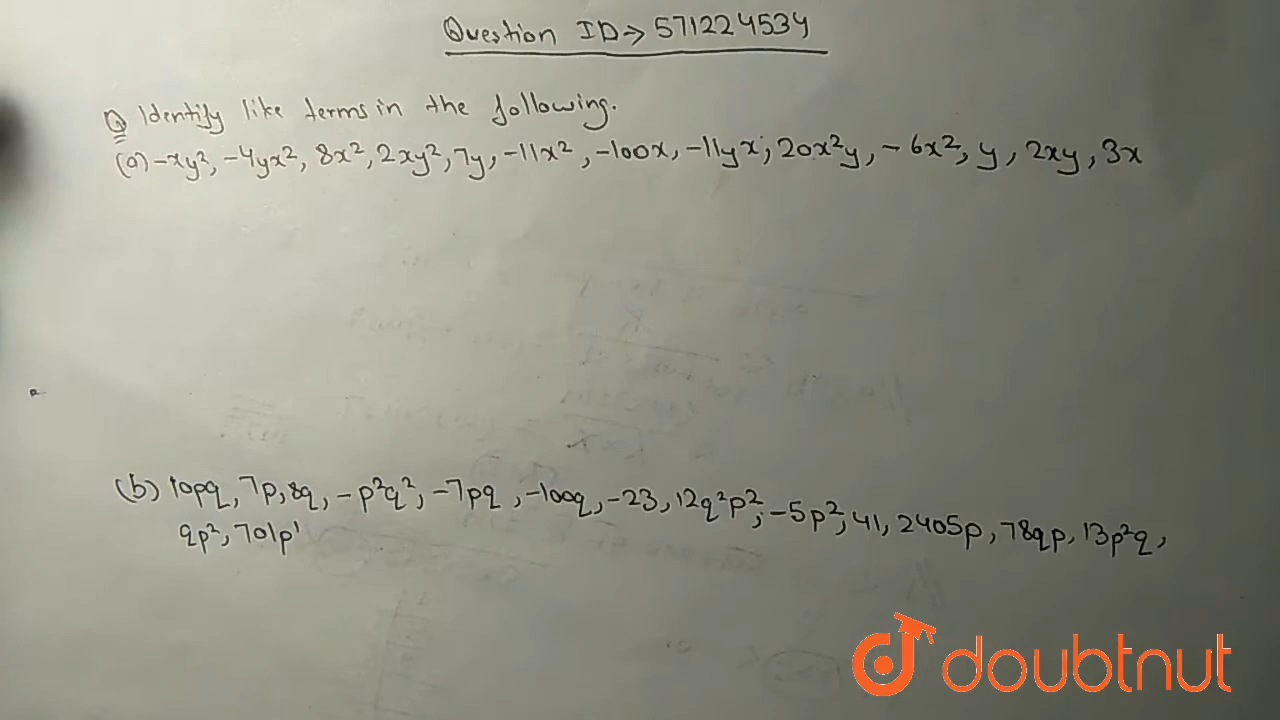 Question ID→ 571224534
Q Identify like terms in the following.
(a) -xy², -4yx², 8x², 2xy², 7y, -11x², -100x, -11yx, 20x²y, -6x², y, 2xy, 3x
(b) 10pq, 7p, 8q, -p²q², -7pq, -100q, -23, 12q²p², -5p², 41, 2405p, 78qp, 13p²q,
qp², 701p'
doubtnut